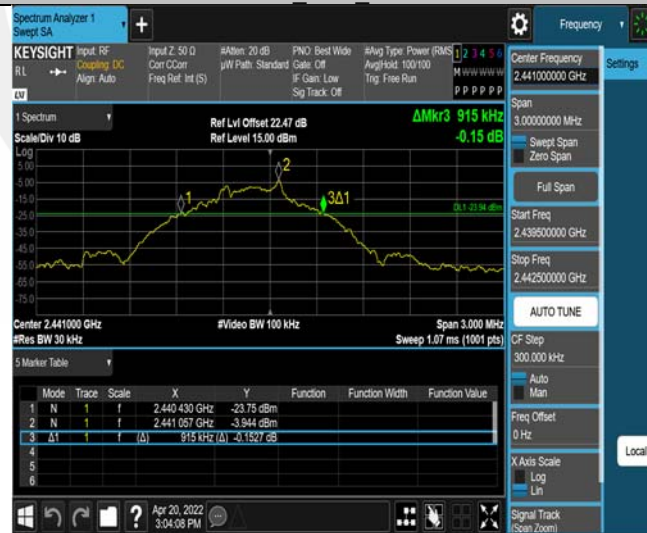 Spectrum Analyzer 1
Swept SA
+
Frequency
KEYSIGHT
RL
LXI
Input: RF
Coupling: DC
Align: Auto
Input Z: 50 Ω
Corr CCorr
Freq Ref: Int (S)
#Atten: 20 dB
µW Path: Standard
PNO: Best Wide
Gate: Off
IF Gain: Low
Sig Track: Off
#Avg Type: Power (RMS
Avg|Hold: 100/100
Trig: Free Run
1 2 3 4 5 6
M W W W W W
P P P P P P
1 Spectrum
Scale/Div 10 dB
Ref Lvl Offset 22.47 dB
Ref Level 15.00 dBm
ΔMkr3 915 kHz
-0.15 dB
Log
5.00
-5.00
-15.0
-25.0
-35.0
-45.0
-55.0
-65.0
-75.0
1
2
3Δ1
DL1 -23.94 dBm
Center 2.441000 GHz
#Res BW 30 kHz
#Video BW 100 kHz
Span 3.000 MHz
Sweep 1.07 ms (1001 pts)
5 Marker Table
Mode Trace Scale X Y Function Function Width Function Value
1 N 1 f 2.440 430 GHz -23.75 dBm
2 N 1 f 2.441 057 GHz -3.944 dBm
3 Δ1 1 f (Δ) 915 kHz (Δ) -0.1527 dB
4
5
6
Apr 20, 2022
3:04:08 PM
Center Frequency
2.441000000 GHz
Span
3.00000000 MHz
Swept Span
Zero Span
Full Span
Start Freq
2.439500000 GHz
Stop Freq
2.442500000 GHz
AUTO TUNE
CF Step
300.000 kHz
Auto
Man
Freq Offset
0 Hz
X Axis Scale
Log
Lin
Signal Track
(Span Zoom)
Settings
Local